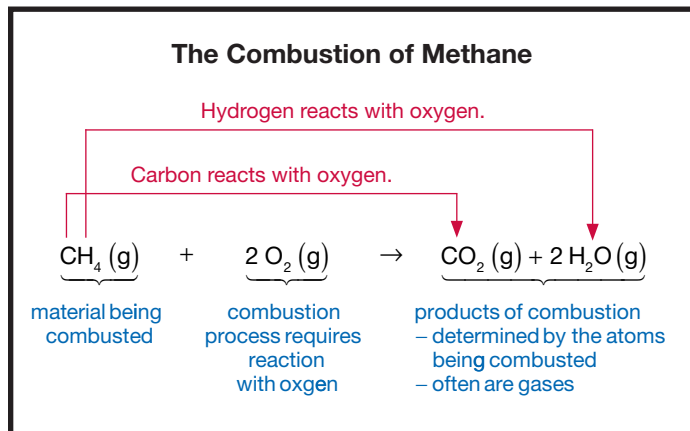 The Combustion of Methane
Hydrogen reacts with oxygen.
Carbon reacts with oxygen.
CH₄ (g) + 2 O₂ (g) → CO₂ (g) + 2 H₂O (g)
material being
combusted
combustion
process requires
reaction
with oxgen
products of combustion
– determined by the atoms
being combusted
– often are gases